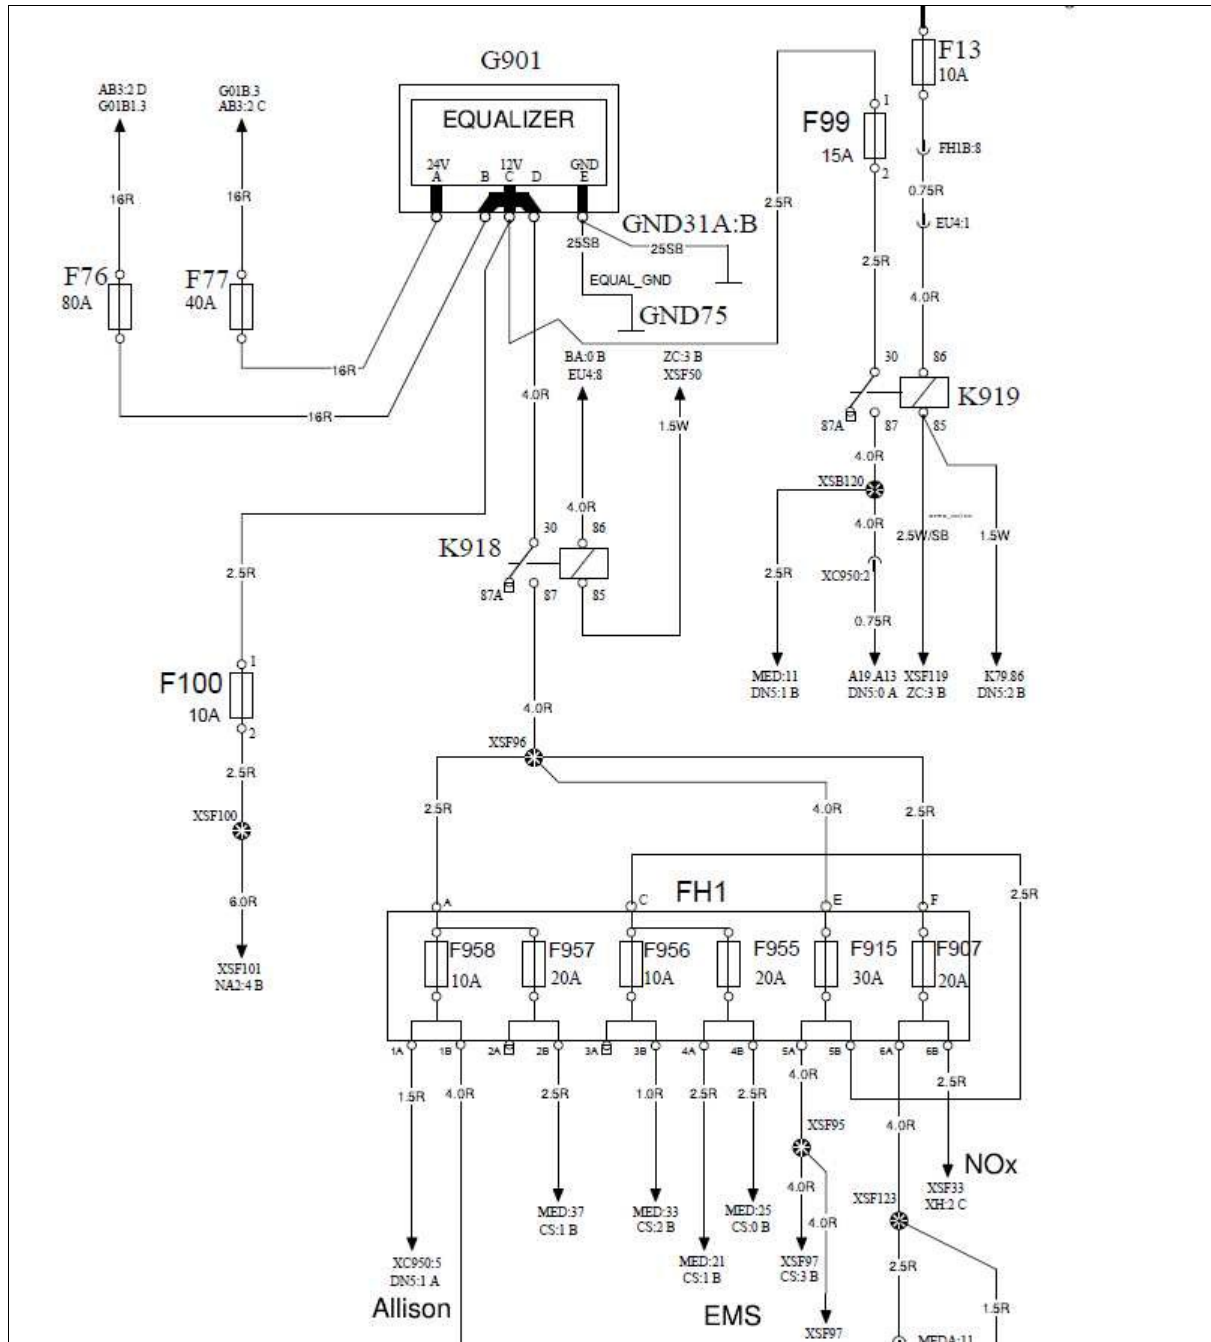 G901
F13
10A
AB3:2 D
G01B1.3
G01B.3
AB3:2 C
EQUALIZER
24V
12V
GND
A
B
C
D
E
1
F99
15A
2
FH1B:8
16R
16R
2.5R
0.75R
GND31A:B
EU4:1
25SB
25SB
2.5R
F76
80A
F77
40A
EQUAL_GND
4.0R
GND75
BA:0 B
EU4:8
ZC:3 B
XSF50
30
86
16R
4.0R
K919
16R
1.5W
87A
87
85
4.0R
XSB120
4.0R
4.0R
2.5W/SB
1.5W
K918
30
86
2.5R
2.5R
XC950:2
87A
87
85
0.75R
1
F100
10A
2
MED:11
DN5:1 B
A19.A13
DN5:0 A
XSF119
ZC:3 B
K79.86
DN5:2 B
4.0R
XSF96
2.5R
XSF100
2.5R
4.0R
2.5R
6.0R
FH1
2.5R
A
C
E
F
XSF101
NA2:4 B
F958
10A
F957
20A
F956
10A
F955
20A
F915
30A
F907
20A
1A
1B
2A
2B
3A
3B
4A
4B
5A
5B
6A
6B
4.0R
2.5R
1.5R
4.0R
2.5R
1.0R
2.5R
2.5R
XSF95
4.0R
NOx
4.0R
XSF33
XH:2 C
XSF123
MED:37
CS:1 B
MED:33
CS:2 B
MED:25
CS:0 B
4.0R
XC950:5
DN5:1 A
MED:21
CS:1 B
XSF97
CS:3 B
2.5R
Allison
EMS
1.5R
XSF97
MEDA:11